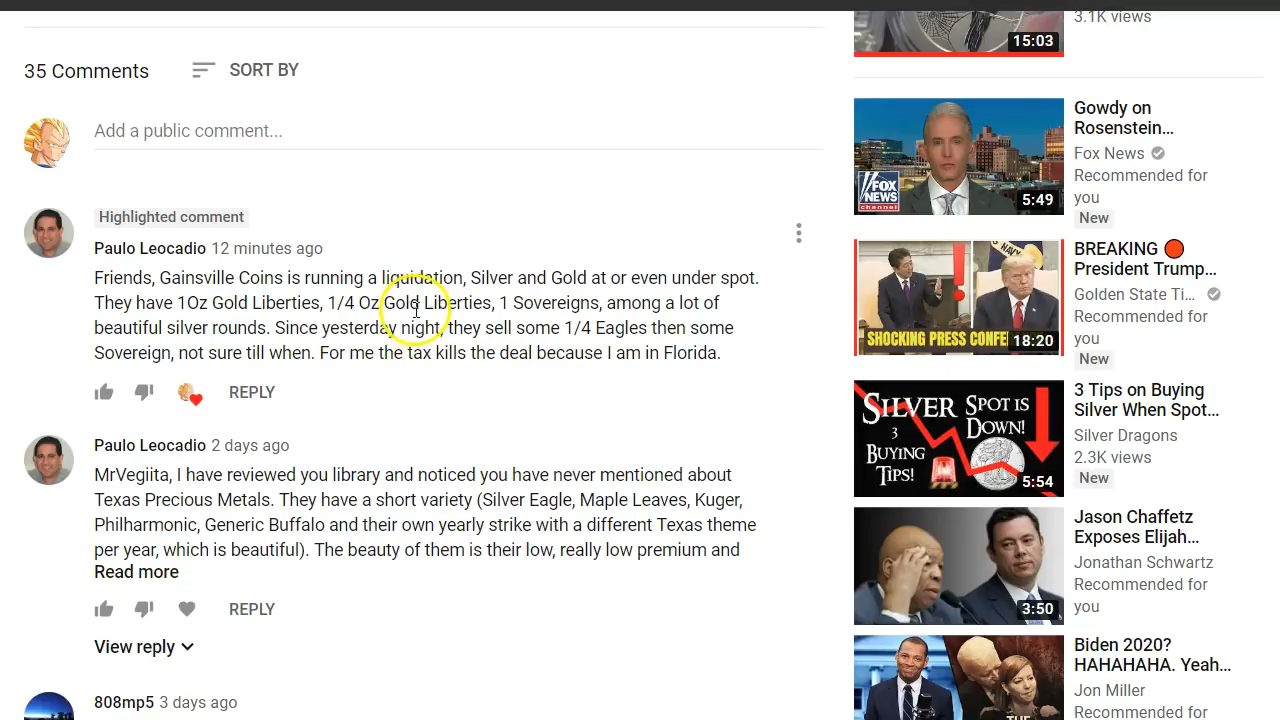 3.1K views
15:03
35 Comments
SORT BY
Add a public comment...
Highlighted comment
Paulo Leocadio 12 minutes ago
Friends, Gainsville Coins is running a liquidation, Silver and Gold at or even under spot.
They have 1Oz Gold Liberties, 1/4 Oz Gold Liberties, 1 Sovereigns, among a lot of
beautiful silver rounds. Since yesterday night they sell some 1/4 Eagles then some
Sovereign, not sure till when. For me the tax kills the deal because I am in Florida.
REPLY
Paulo Leocadio 2 days ago
MrVegiita, I have reviewed you library and noticed you have never mentioned about
Texas Precious Metals. They have a short variety (Silver Eagle, Maple Leaves, Kuger,
Philharmonic, Generic Buffalo and their own yearly strike with a different Texas theme
per year, which is beautiful). The beauty of them is their low, really low premium and
Read more
REPLY
View reply
808mp5 3 days ago
FOX
NEWS
channel
5:49
Gowdy on
Rosenstein...
Fox News
Recommended for
you
New
SHOCKING PRESS CONFE
18:20
BREAKING
President Trump...
Golden State Ti...
Recommended for
you
New
SILVER SPOT IS
DOWN!
3
BUYING
TIPS!
5:54
3 Tips on Buying
Silver When Spot...
Silver Dragons
2.3K views
New
3:50
Jason Chaffetz
Exposes Elijah...
Jonathan Schwartz
Recommended for
you
THE
Biden 2020?
HAHAHAHA. Yeah...
Jon Miller
Recommended for